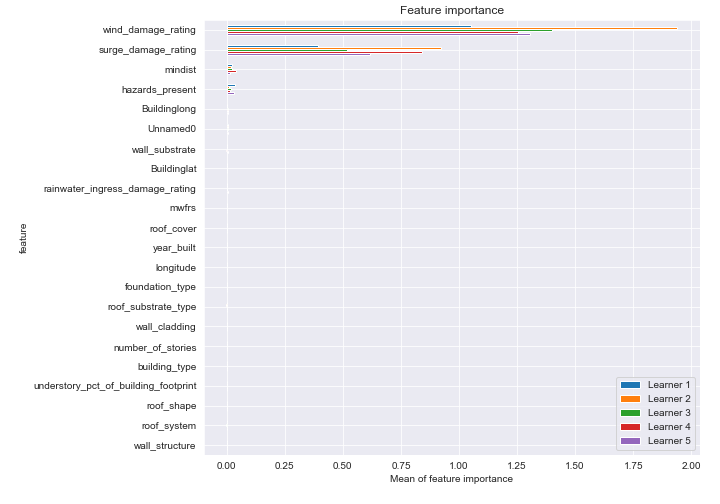 Feature importance
wind_damage_rating
surge_damage_rating
mindist
hazards_present
Buildinglong
Unnamed0
wall_substrate
Buildinglat
rainwater_ingress_damage_rating
mwfrs
roof_cover
year_built
longitude
foundation_type
roof_substrate_type
wall_cladding
number_of_stories
building_type
understory_pct_of_building_footprint
roof_shape
roof_system
wall_structure
feature
Learner 1
Learner 2
Learner 3
Learner 4
Learner 5
0.00 0.25 0.50 0.75 1.00 1.25 1.50 1.75 2.00
Mean of feature importance